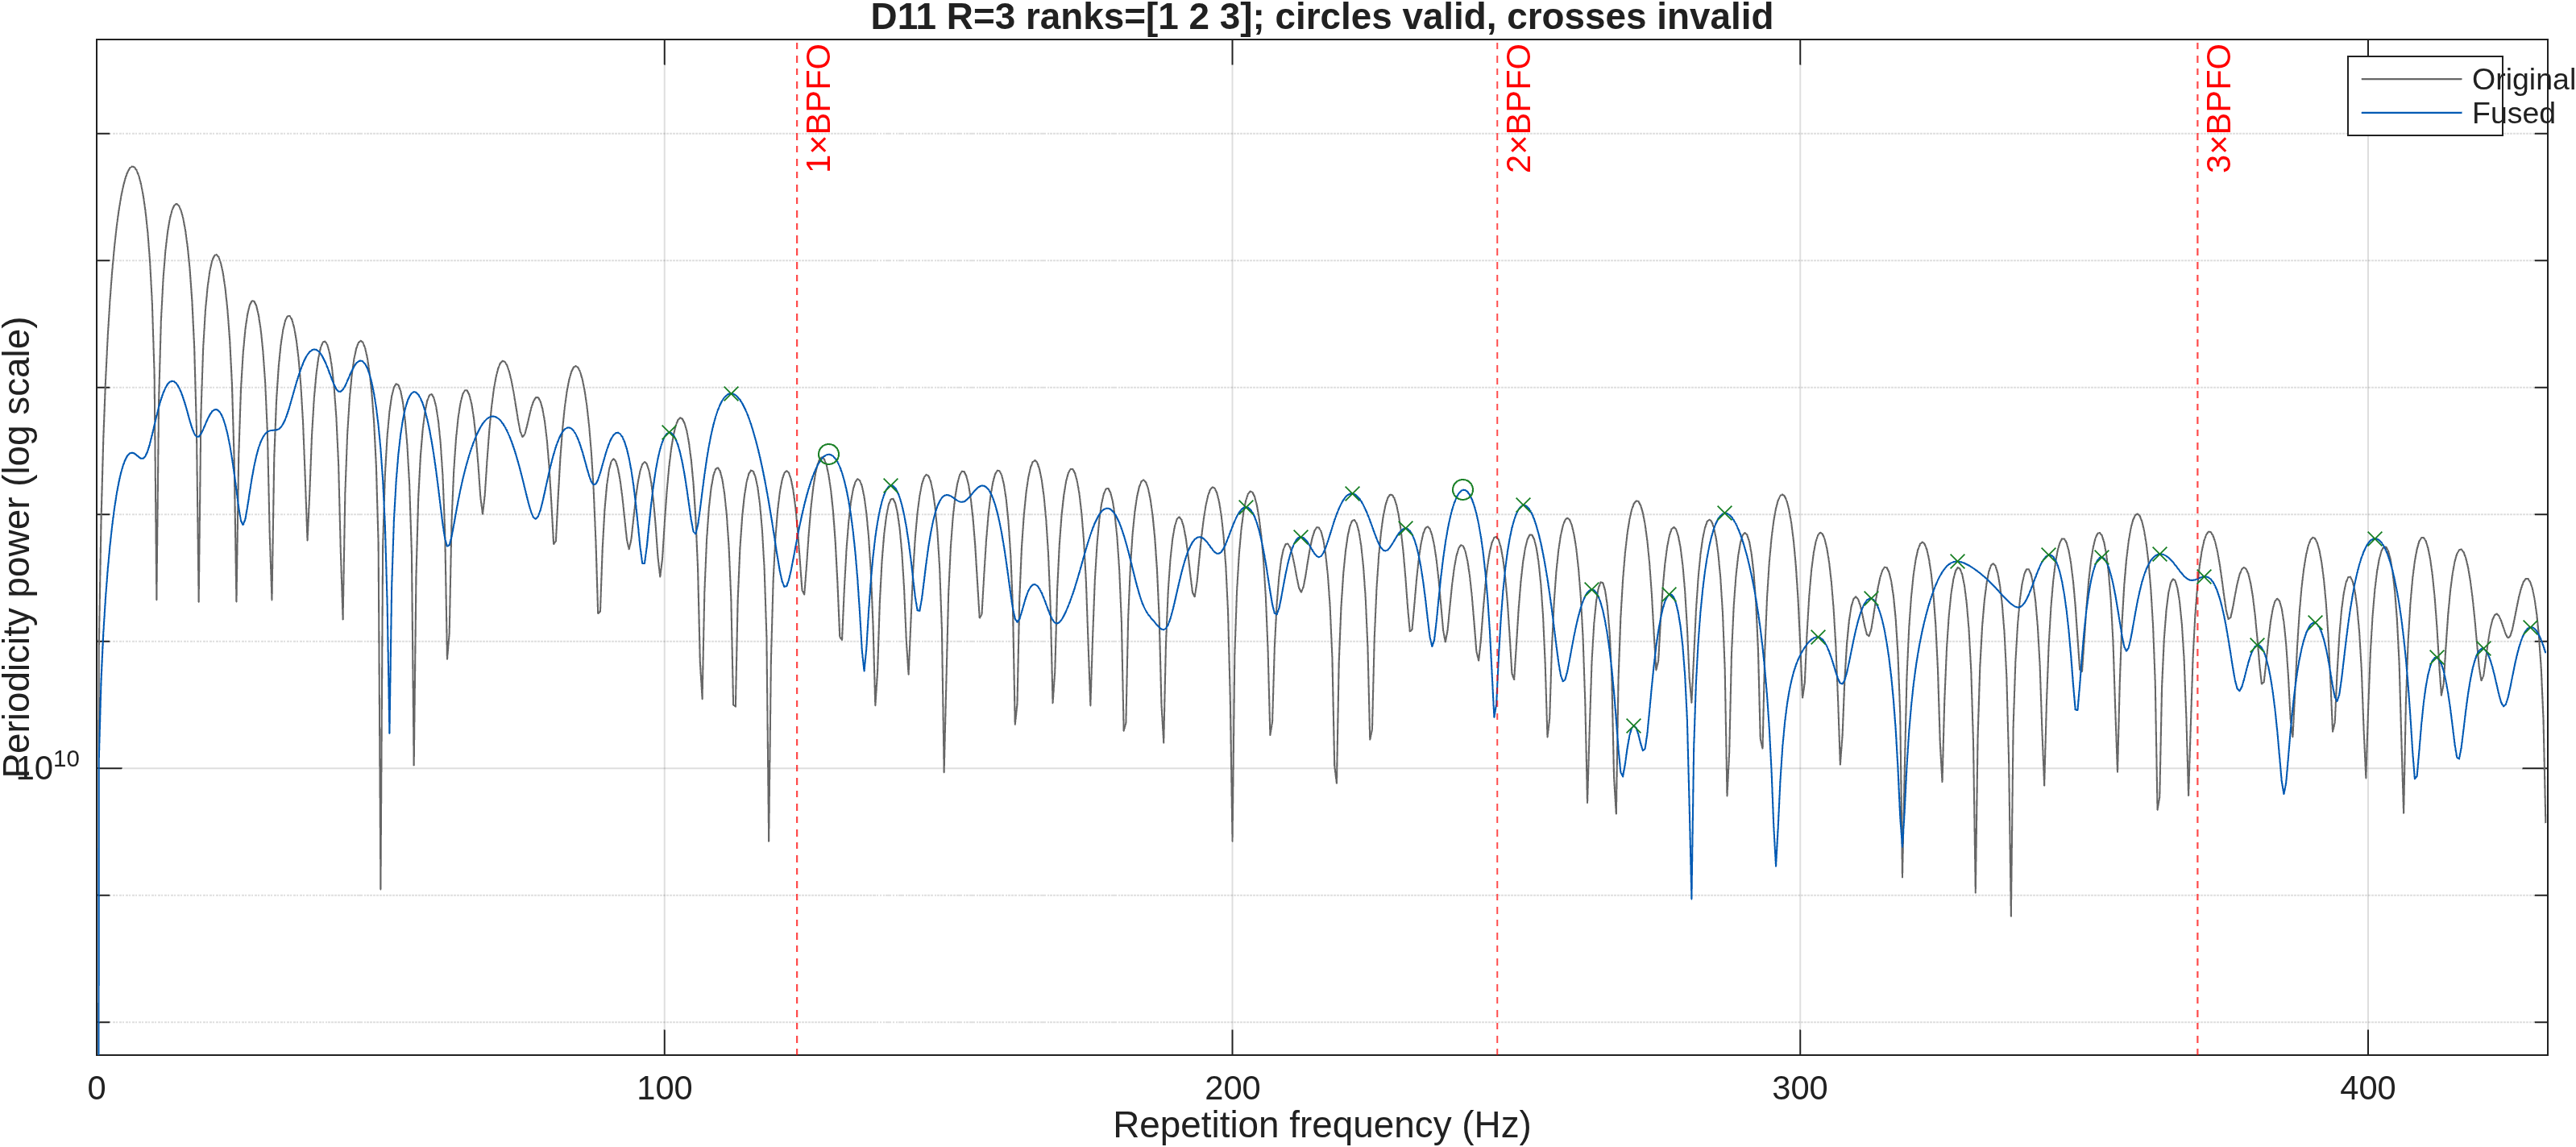 D11 R=3 ranks=[1 2 3]; circles valid, crosses invalid
1×BPFO
2×BPFO
3×BPFO
Original
Fused
Periodicity power (log scale)
10^10
0 100 200 300 400
Repetition frequency (Hz)